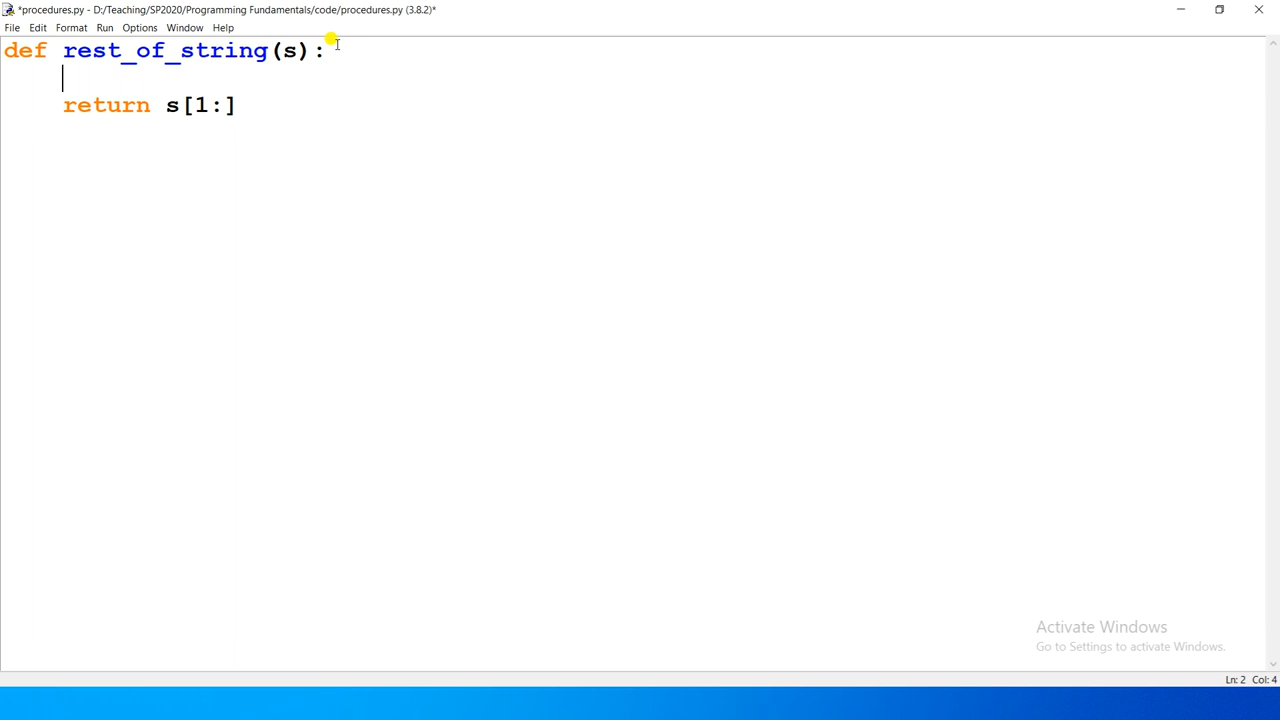 *procedures.py - D:/Teaching/SP2020/Programming Fundamentals/code/procedures.py (3.8.2)*
File Edit Format Run Options Window Help
def rest_of_string(s):
return s[1:]
Activate Windows
Go to Settings to activate Windows.
Ln: 2 Col: 4